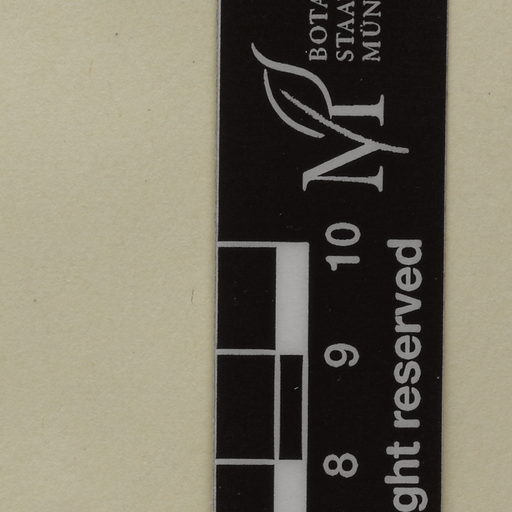 BOTA
STAA
MÜN
M
10
9
8
ght reserved